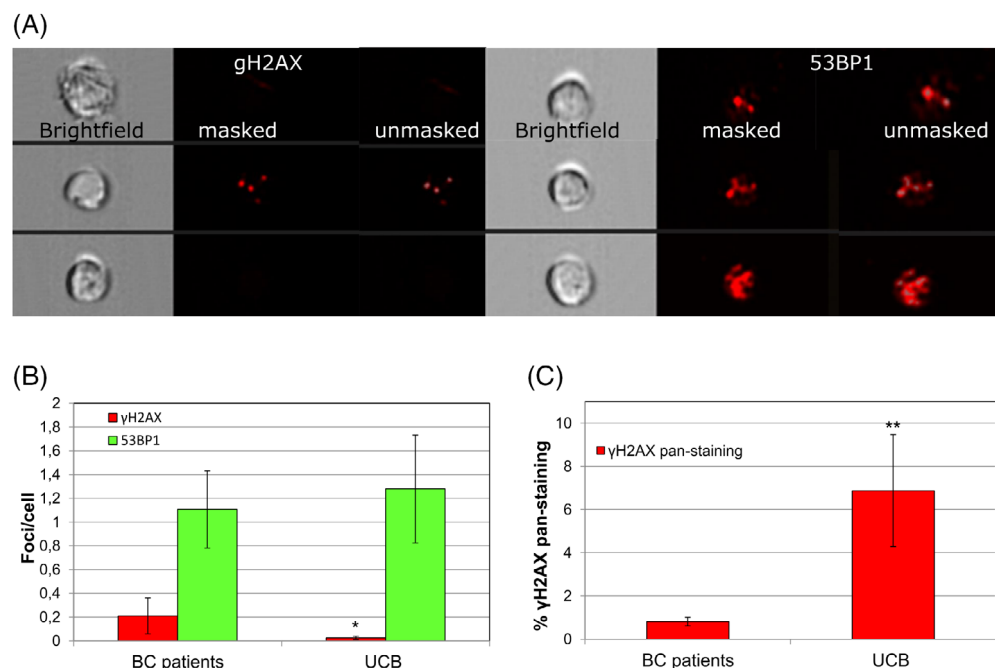 (A)
gH2AX
53BP1
Brightfield masked unmasked Brightfield masked unmasked
(B)
2
1,8
1,6
1,4
1,2
1
0,8
0,6
0,4
0,2
0
Foci/cell
γH2AX
53BP1
*
BC patients UCB
(C)
10
8
6
4
2
0
% γH2AX pan-staining
γH2AX pan-staining
**
BC patients UCB